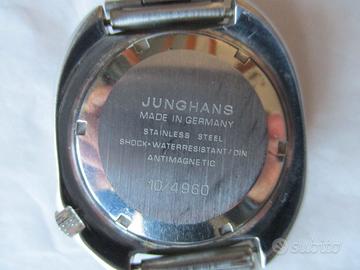 JUNGHANS
MADE IN GERMANY
STAINLESS STEEL
SHOCK-WATERRESISTANT/DIN
ANTIMAGNETIC
10/4960
subito